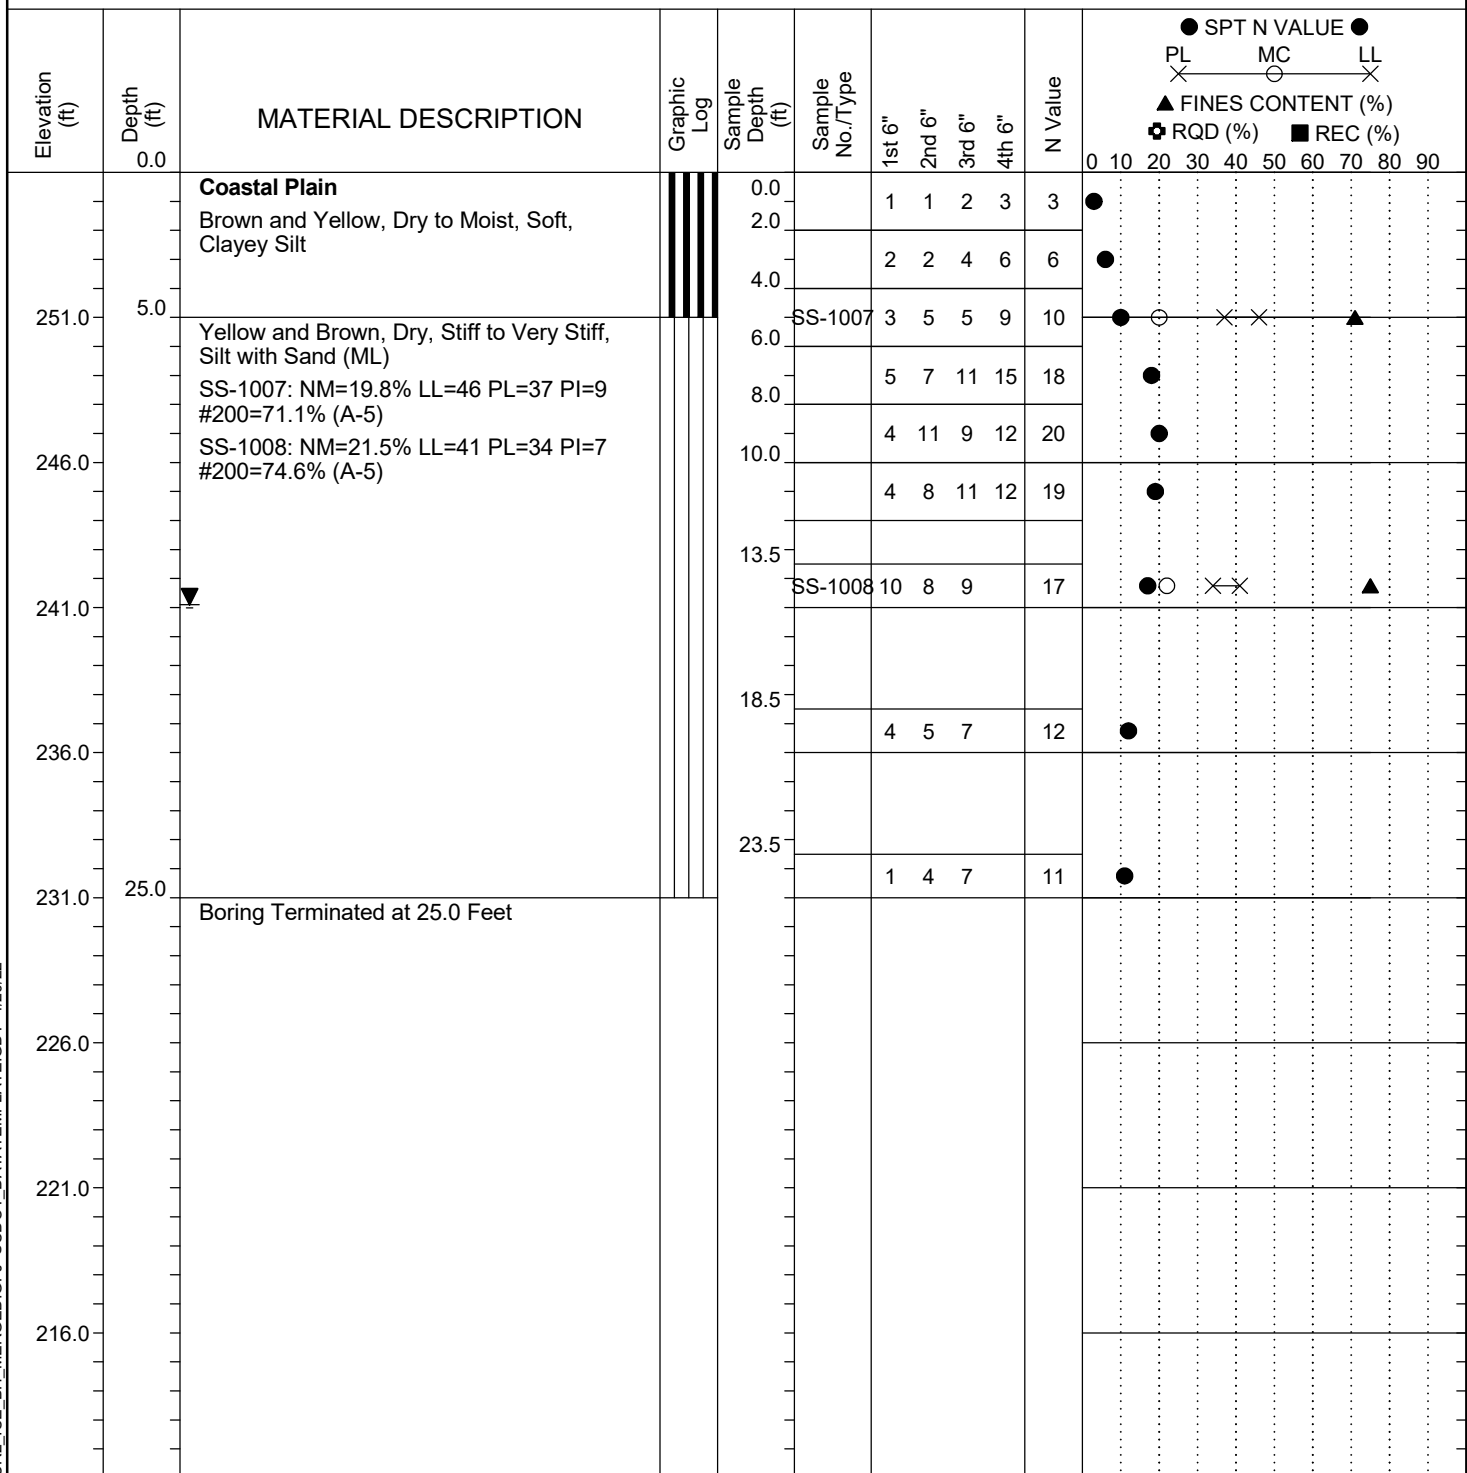 ● SPT N VALUE ●
PL MC LL
▲ FINES CONTENT (%)
RQD (%) ■ REC (%)
0 10 20 30 40 50 60 70 80 90
Elevation (ft)
Depth (ft)
0.0
MATERIAL DESCRIPTION
Graphic Log
Sample Depth (ft)
Sample No./Type
1st 6"
2nd 6"
3rd 6"
4th 6"
N Value
Coastal Plain
Brown and Yellow, Dry to Moist, Soft,
Clayey Silt
0.0
1 1 2 3 3
2.0
2 2 4 6 6
4.0
251.0 5.0
SS-1007 3 5 5 9 10
Yellow and Brown, Dry, Stiff to Very Stiff,
Silt with Sand (ML)
6.0
SS-1007: NM=19.8% LL=46 PL=37 PI=9
#200=71.1% (A-5)
5 7 11 15 18
8.0
SS-1008: NM=21.5% LL=41 PL=34 PI=7
#200=74.6% (A-5)
4 11 9 12 20
10.0
246.0
4 8 11 12 19
13.5
SS-1008 10 8 9 17
241.0
18.5
4 5 7 12
236.0
23.5
1 4 7 11
231.0 25.0
Boring Terminated at 25.0 Feet
226.0
221.0
216.0